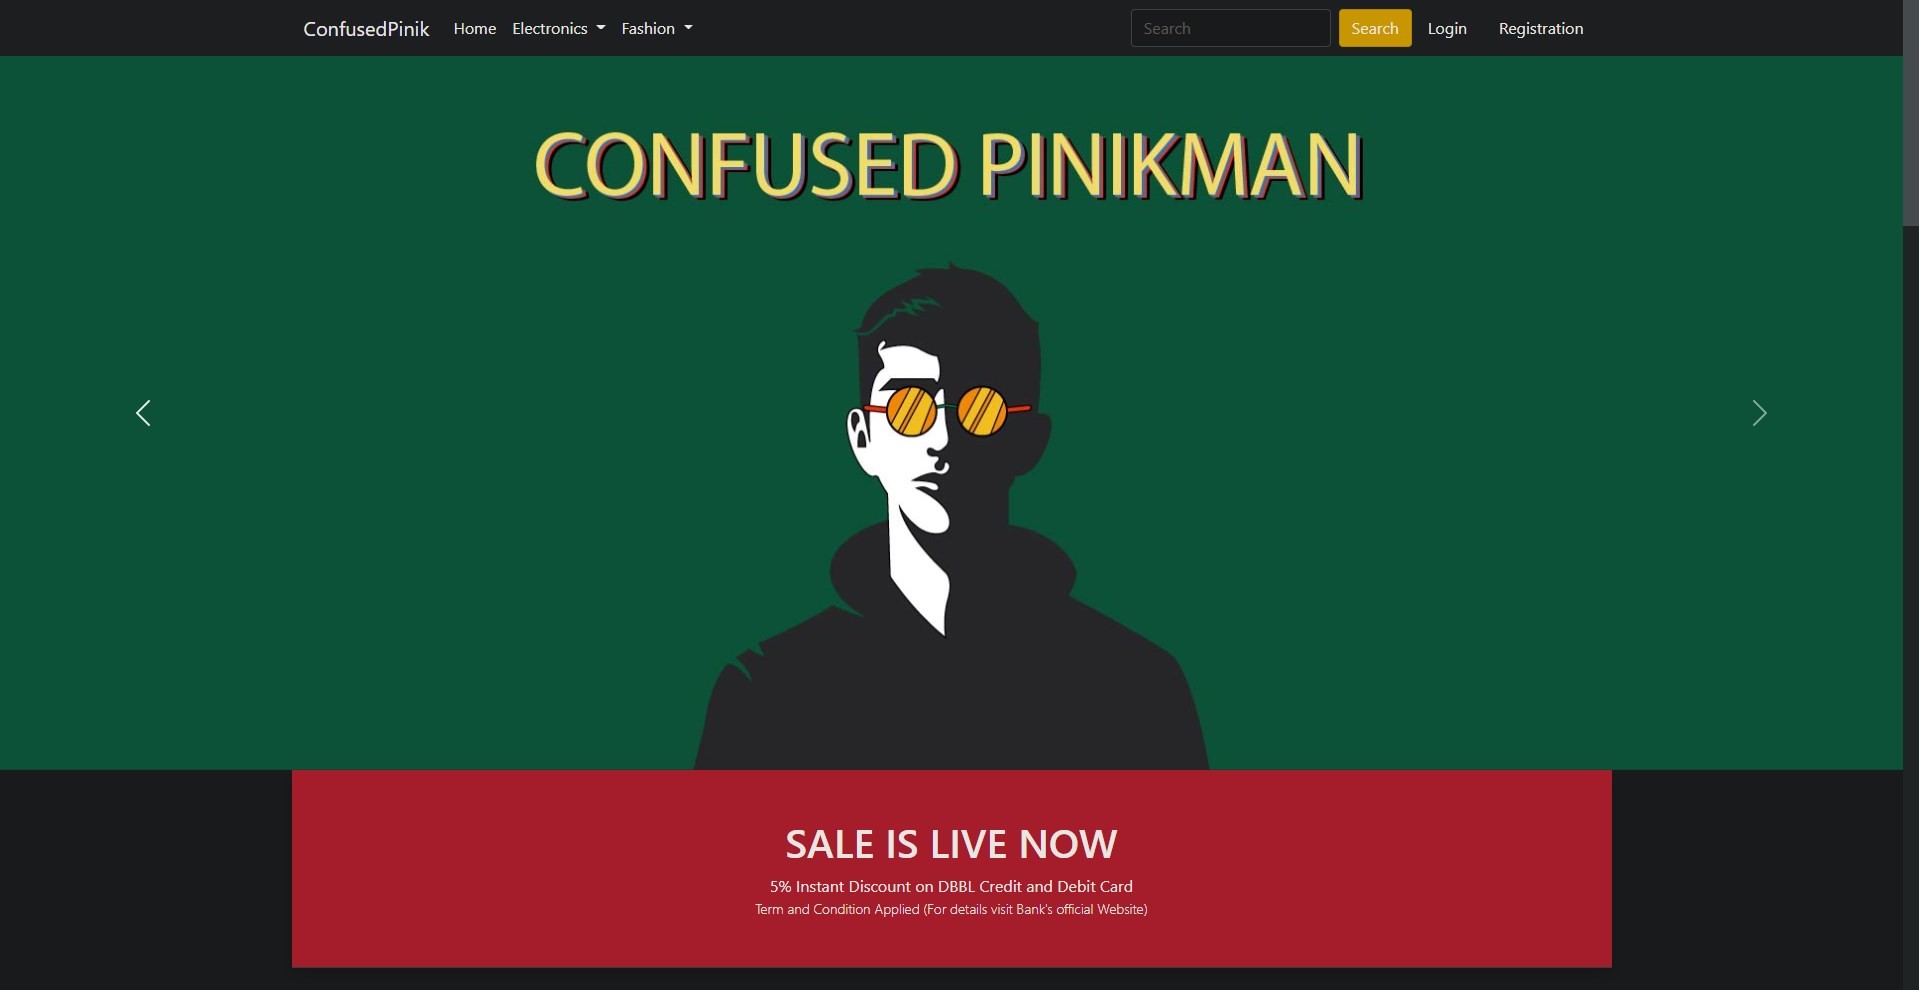 ConfusedPinik Home Electronics Fashion Search Search Login Registration
CONFUSED PINIKMAN
SALE IS LIVE NOW
5% Instant Discount on DBBL Credit and Debit Card
Term and Condition Applied (For details visit Bank's official Website)